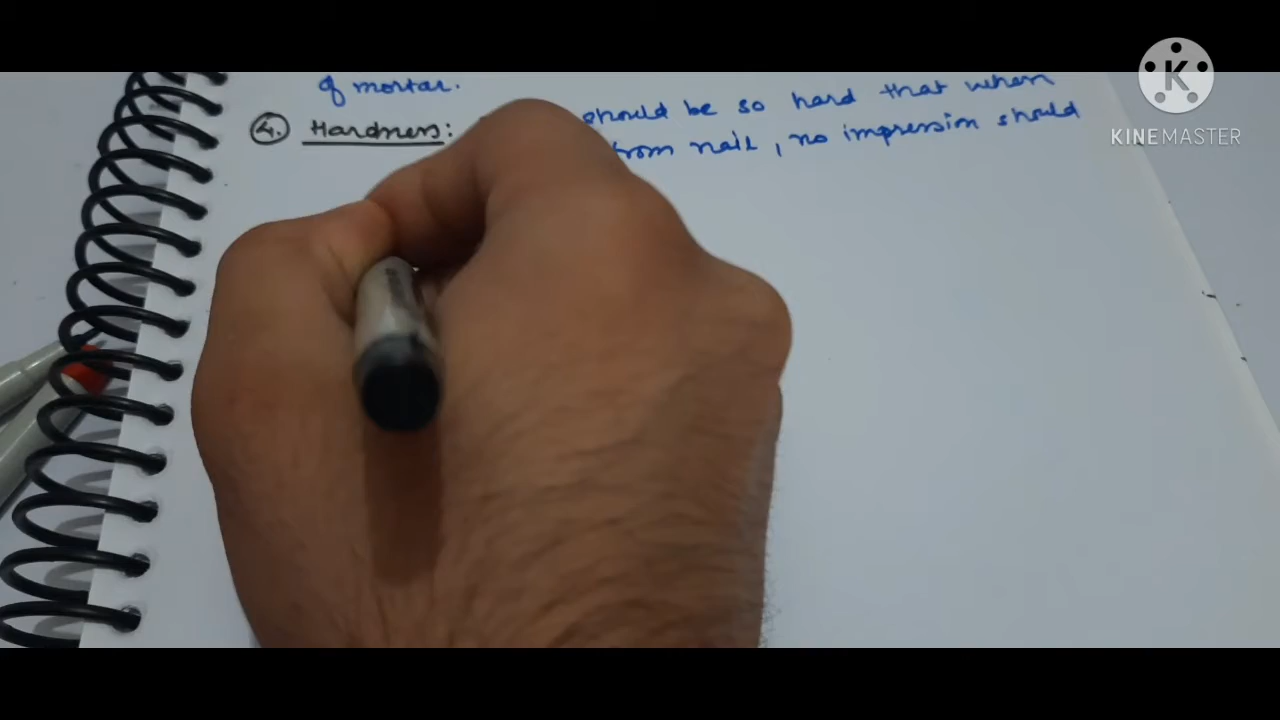 of mortar.
4. Hardness: should be so hard that when
from nail, no impression should
KINEMASTER